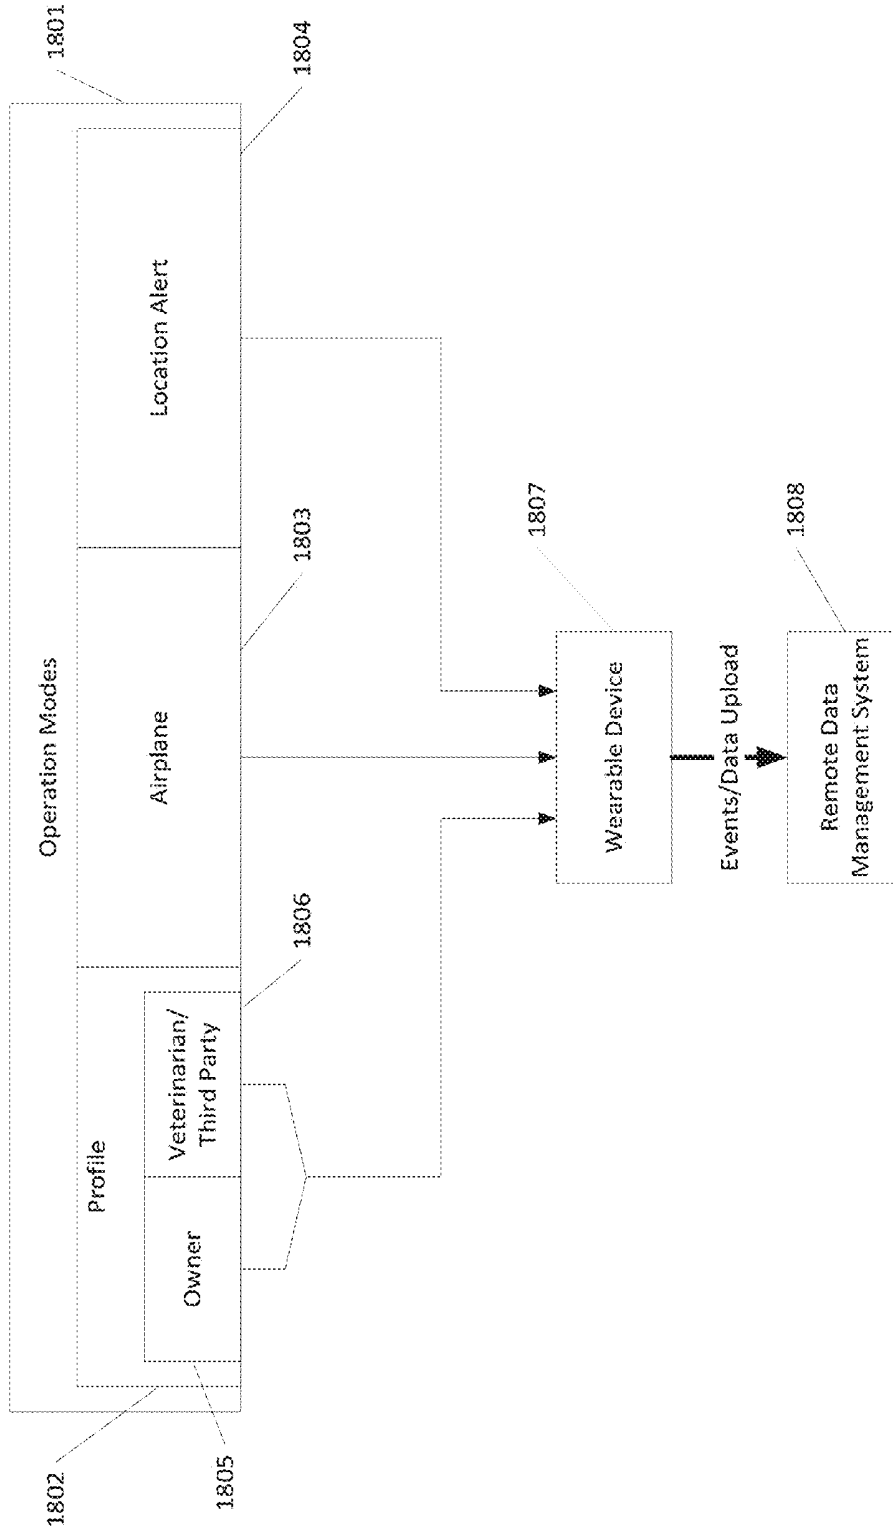 1801
Operation Modes
1802
Profile
Airplane
Location Alert
Owner
Veterinarian/
Third Party
1805
1806
1803
1804
Wearable Device
1807
Events/Data Upload
1808
Remote Data
Management System